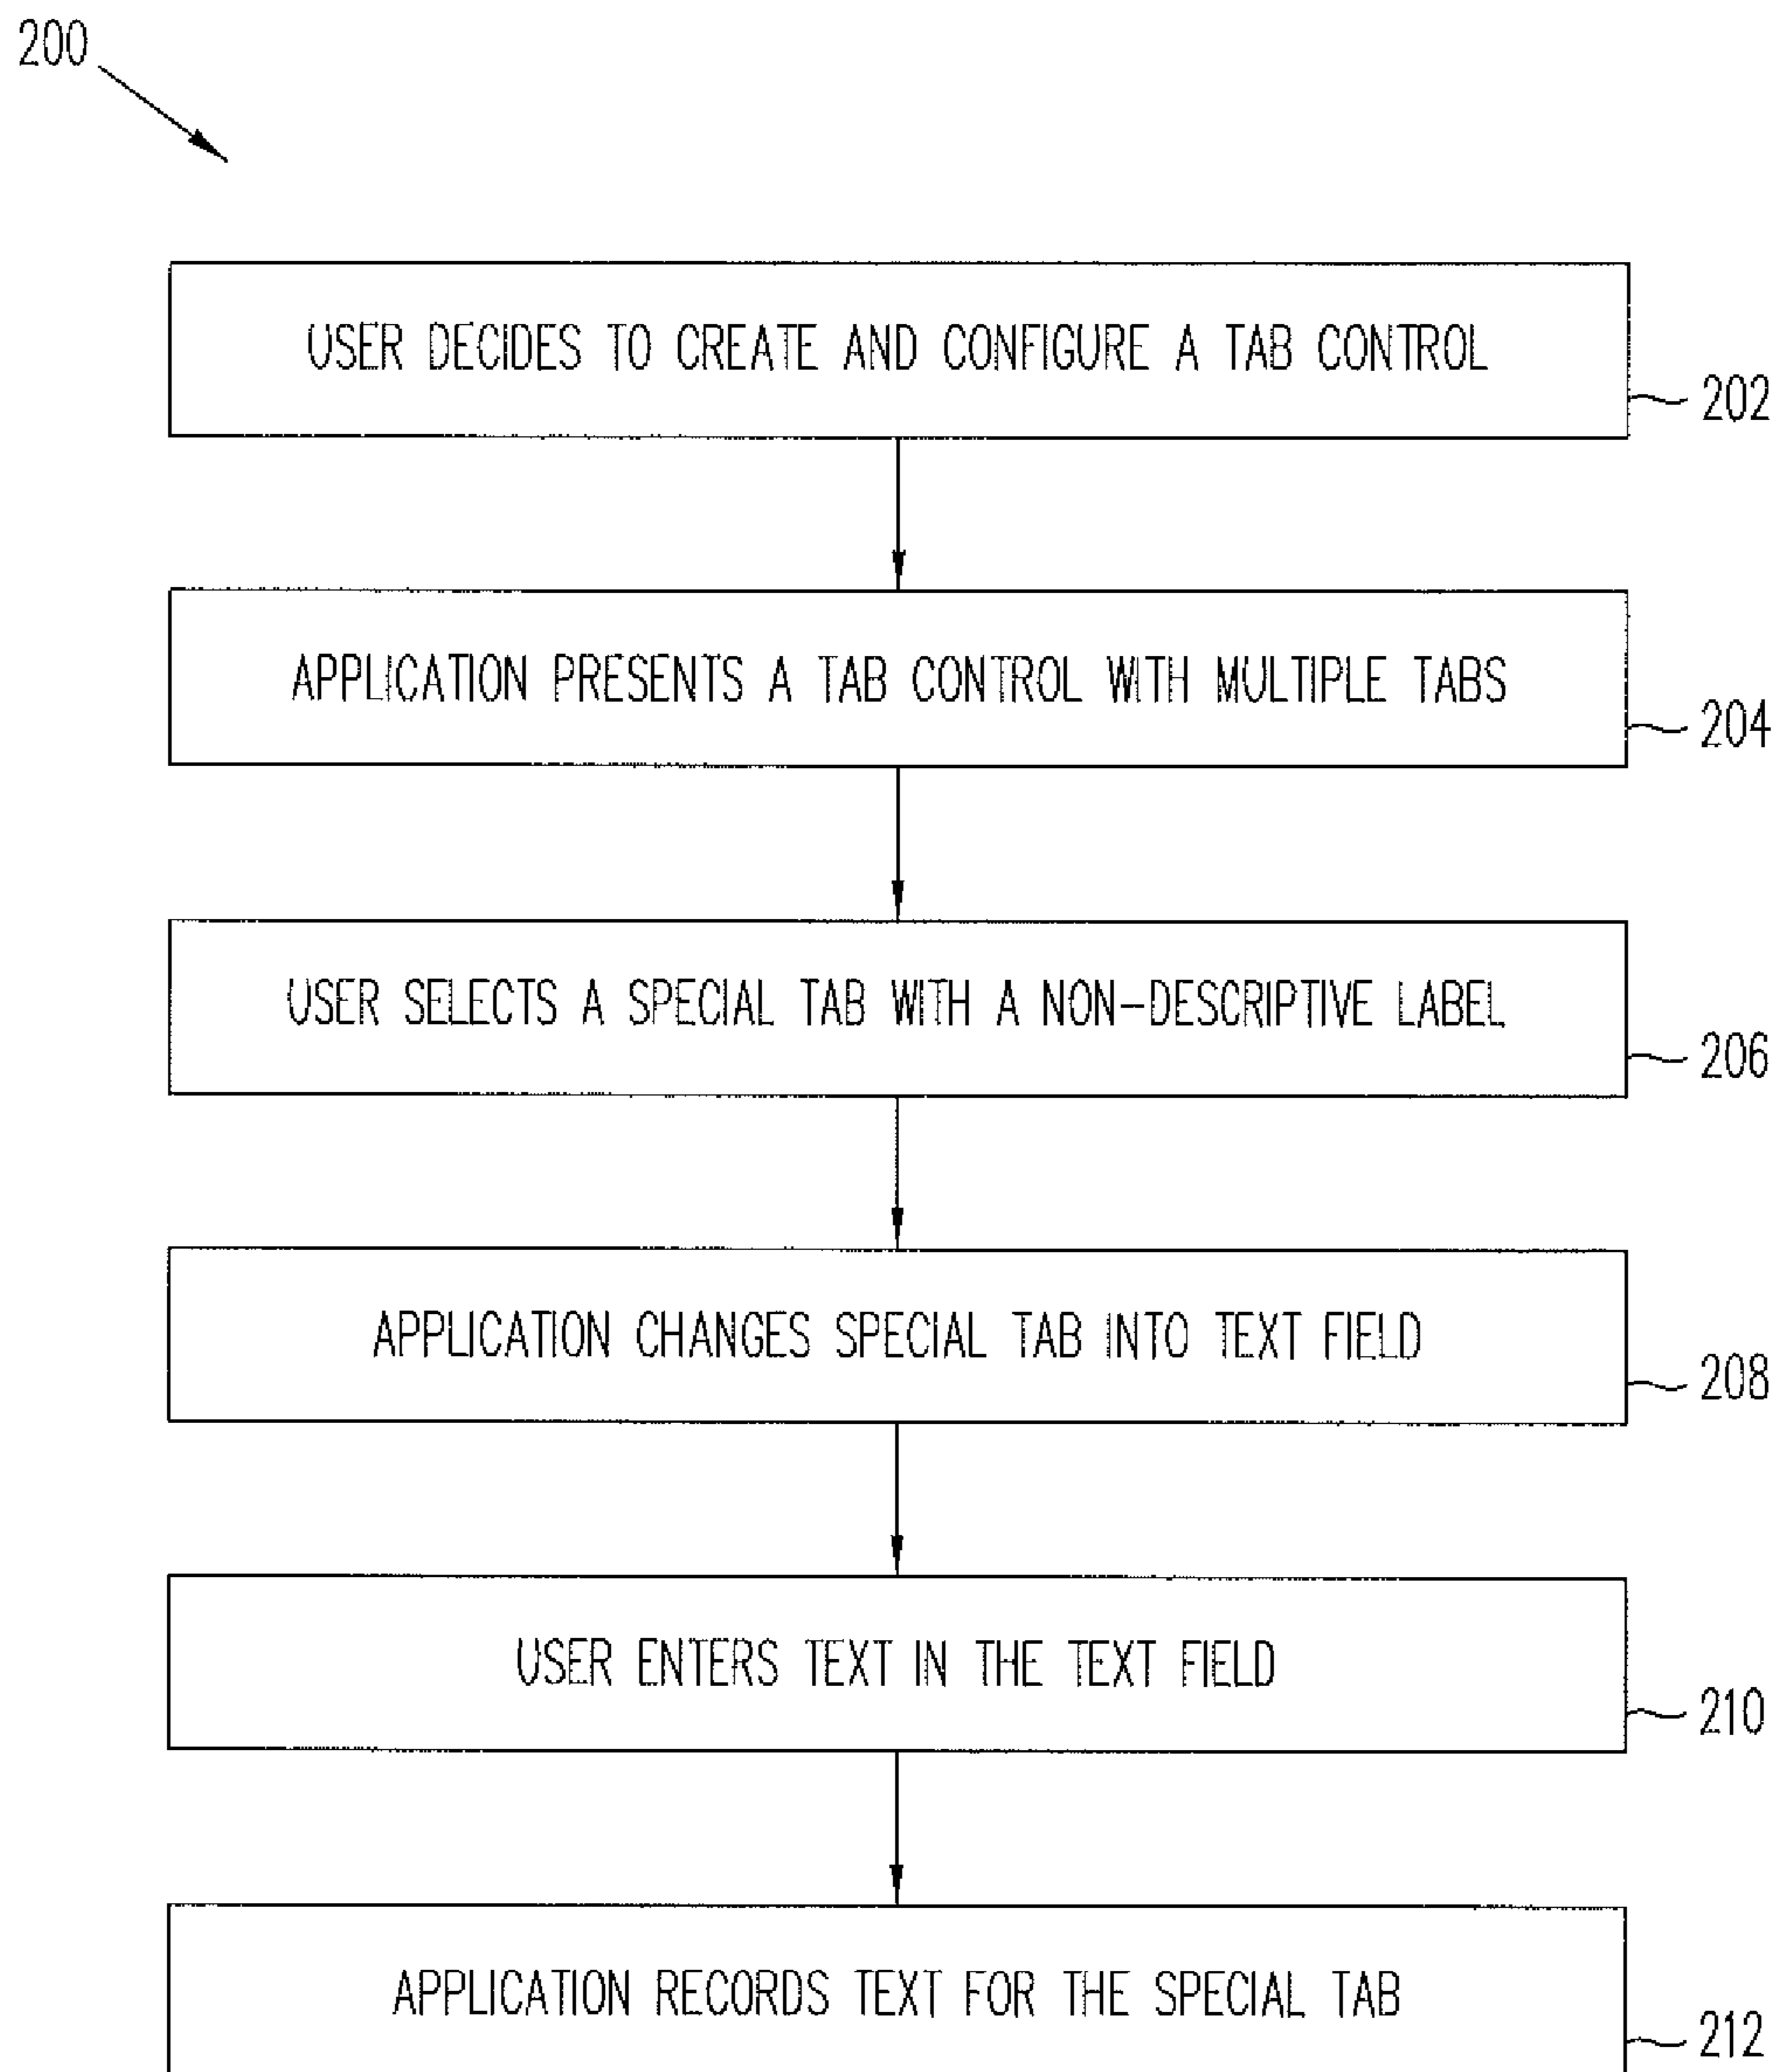 200
USER DECIDES TO CREATE AND CONFIGURE A TAB CONTROL
202
APPLICATION PRESENTS A TAB CONTROL WITH MULTIPLE TABS
204
USER SELECTS A SPECIAL TAB WITH A NON-DESCRIPTIVE LABEL
206
APPLICATION CHANGES SPECIAL TAB INTO TEXT FIELD
208
USER ENTERS TEXT IN THE TEXT FIELD
210
APPLICATION RECORDS TEXT FOR THE SPECIAL TAB
212